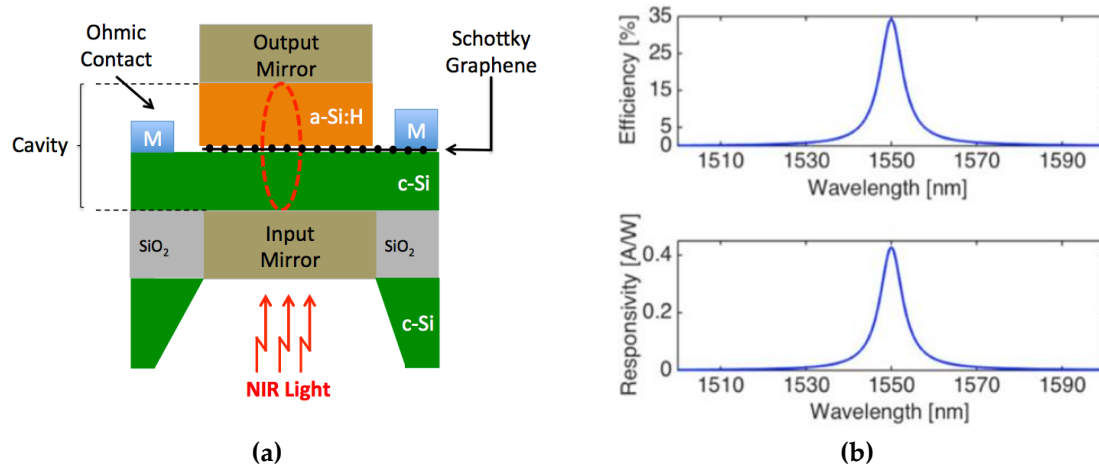 Ohmic
Contact
Output
Mirror
Schottky
Graphene
a-Si:H
M
M
Cavity
c-Si
SiO2
Input
Mirror
SiO2
c-Si
NIR Light
(a)
Efficiency [%]
35
25
15
5
0
1510 1530 1550 1570 1590
Wavelength [nm]
Responsivity [A/W]
0.4
0.2
0
1510 1530 1550 1570 1590
Wavelength [nm]
(b)